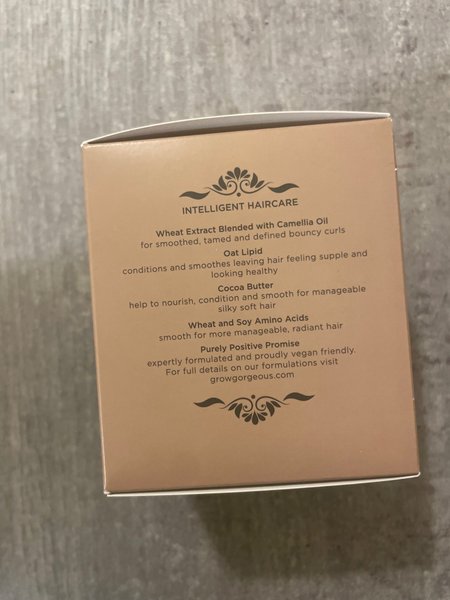 INTELLIGENT HAIRCARE
Wheat Extract Blended with Camellia Oil
for smoothed, tamed and defined bouncy curls
Oat Lipid
conditions and smoothes leaving hair feeling supple and
looking healthy
Cocoa Butter
help to nourish, condition and smooth for manageable
silky soft hair
Wheat and Soy Amino Acids
smooth for more manageable, radiant hair
Purely Positive Promise
expertly formulated and proudly vegan friendly.
For full details on our formulations visit
growgorgeous.com